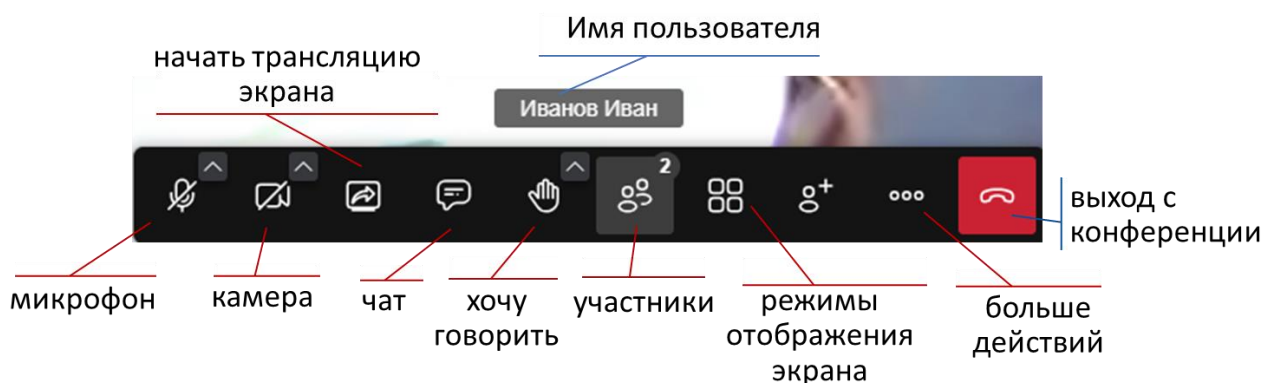 Имя пользователя
начать трансляцию
экрана
Иванов Иван
2
выход с
конференции
микрофон
камера
чат
хочу
говорить
участники
режимы
отображения
экрана
больше
действий